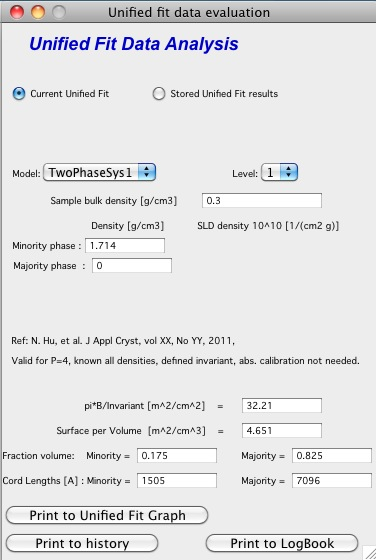 Unified fit data evaluation
Unified Fit Data Analysis
Current Unified Fit Stored Unified Fit results
Model: TwoPhaseSys1 Level: 1
Sample bulk density [g/cm3] 0.3
Density [g/cm3] SLD density 10^10 [1/(cm2 g)]
Minority phase : 1.714
Majority phase : 0
Ref: N. Hu, et al. J Appl Cryst, vol XX, No YY, 2011,
Valid for P=4, known all densities, defined invariant, abs. calibration not needed.
pi*B/Invariant [m^2/cm^2] = 32.21
Surface per Volume [m^2/cm^3] = 4.651
Fraction volume: Minority = 0.175 Majority = 0.825
Cord Lengths [A] : Minority = 1505 Majority = 7096
Print to Unified Fit Graph
Print to history Print to LogBook